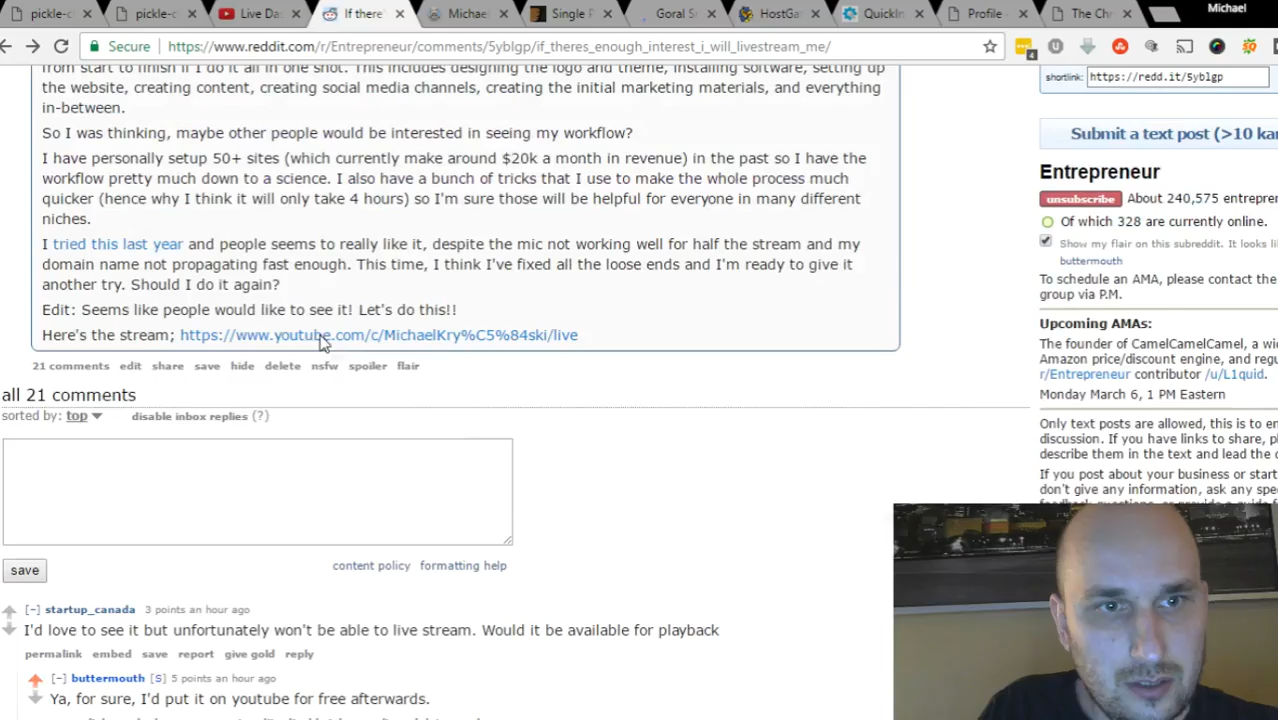 pickle-c
pickle-c
Live Da
If there
Michae
Single P
Goral S
HostGa
QuickIn
Profile
The Ch
Michael
Secure https://www.reddit.com/r/Entrepreneur/comments/5yblgp/if_theres_enough_interest_i_will_livestream_me/
from start to finish if I do it all in one shot. This includes designing the logo and theme, installing software, setting up
the website, creating content, creating social media channels, creating the initial marketing materials, and everything
in-between.
So I was thinking, maybe other people would be interested in seeing my workflow?
I have personally setup 50+ sites (which currently make around $20k a month in revenue) in the past so I have the
workflow pretty much down to a science. I also have a bunch of tricks that I use to make the whole process much
quicker (hence why I think it will only take 4 hours) so I'm sure those will be helpful for everyone in many different
niches.
I tried this last year and people seems to really like it, despite the mic not working well for half the stream and my
domain name not propagating fast enough. This time, I think I've fixed all the loose ends and I'm ready to give it
another try. Should I do it again?
Edit: Seems like people would like to see it! Let's do this!!
Here's the stream; https://www.youtube.com/c/MichaelKry%C5%84ski/live
21 comments edit share save hide delete nsfw spoiler flair
all 21 comments
sorted by: top disable inbox replies (?)
save
content policy formatting help
[-] startup_canada 3 points an hour ago
I'd love to see it but unfortunately won't be able to live stream. Would it be available for playback
permalink embed save report give gold reply
[-] buttermouth [S] 5 points an hour ago
Ya, for sure, I'd put it on youtube for free afterwards.
shortlink: https://redd.it/5yblgp
Submit a text post (>10 ka
Entrepreneur
unsubscribe About 240,575 entrepre
Of which 328 are currently online.
Show my flair on this subreddit. It looks li
buttermouth
To schedule an AMA, please contact the
group via P.M.
Upcoming AMAs:
The founder of CamelCamelCamel, a wi
Amazon price/discount engine, and regu
r/Entrepreneur contributor /u/L1quid.
Monday March 6, 1 PM Eastern
Only text posts are allowed, this is to en
discussion. If you have links to share, pl
describe them in the text and lead the d
If you post about your business or start
don't give any information, ask any spe